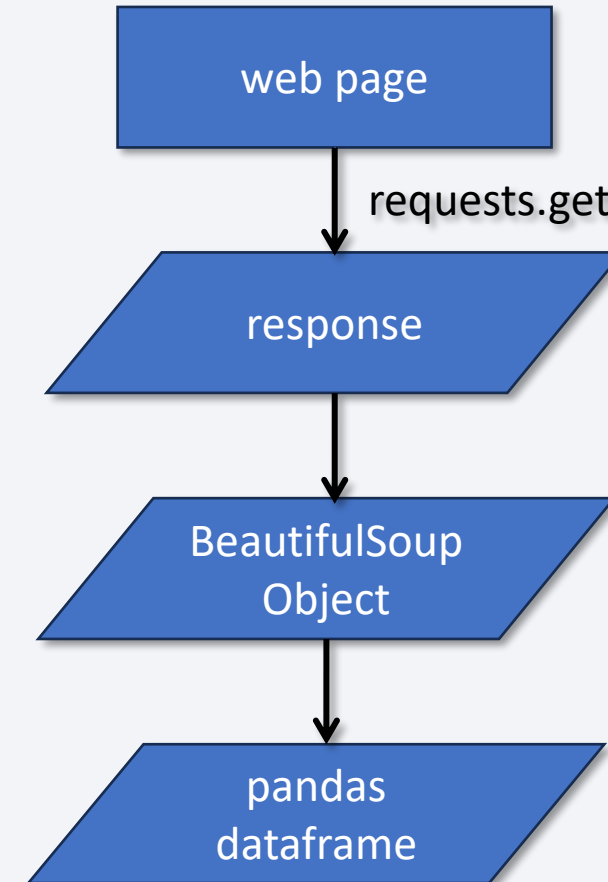 web page
requests.get
response
BeautifulSoup
Object
pandas
dataframe